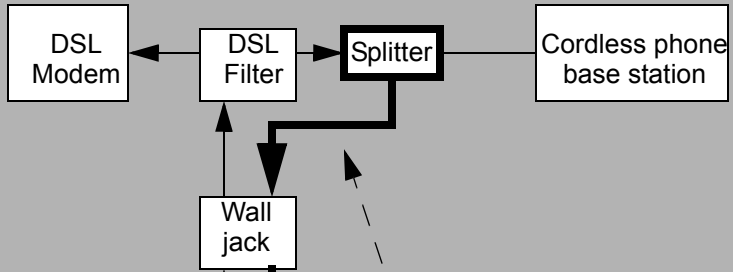 DSL
Modem
DSL
Filter
Splitter
Cordless phone
base station
Wall
jack